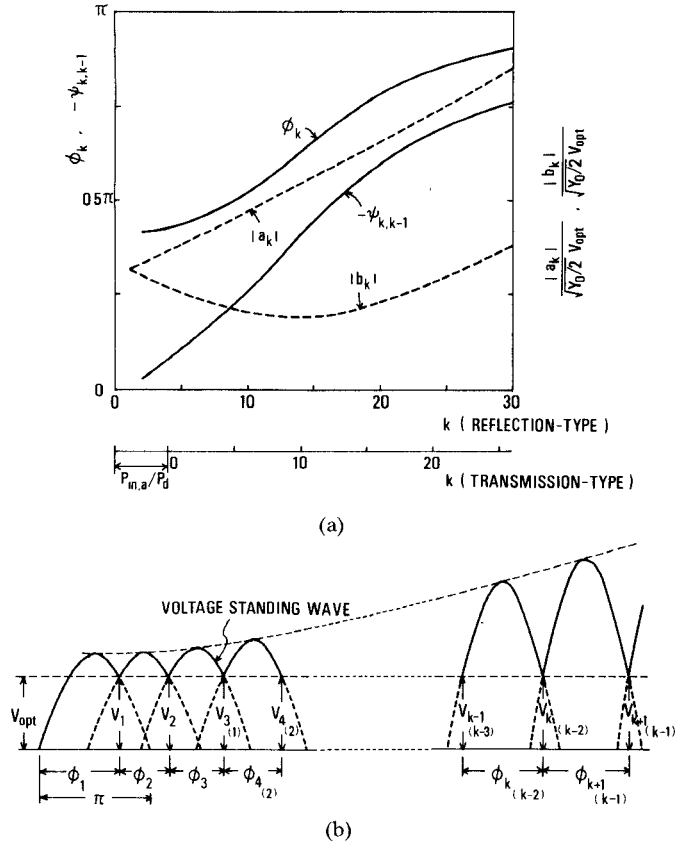 π
ϕk , -ψk,k-1
0.5π
0
ϕk
|ak|
-ψk,k-1
|bk|
|ak| / √Y0/2 Vopt , |bk| / √Y0/2 Vopt
0 10 20 30
k ( REFLECTION-TYPE )
0 10 20
Pin,a/Pd
k ( TRANSMISSION-TYPE )
(a)
VOLTAGE STANDING WAVE
Vopt V1 V2 V3 (1) V4 (2) Vk-1 (k-3) Vk (k-2) Vk+1 (k-1)
ϕ1 ϕ2 ϕ3 ϕ4 (2) ϕk (k-2) ϕk+1 (k-1)
π
(b)